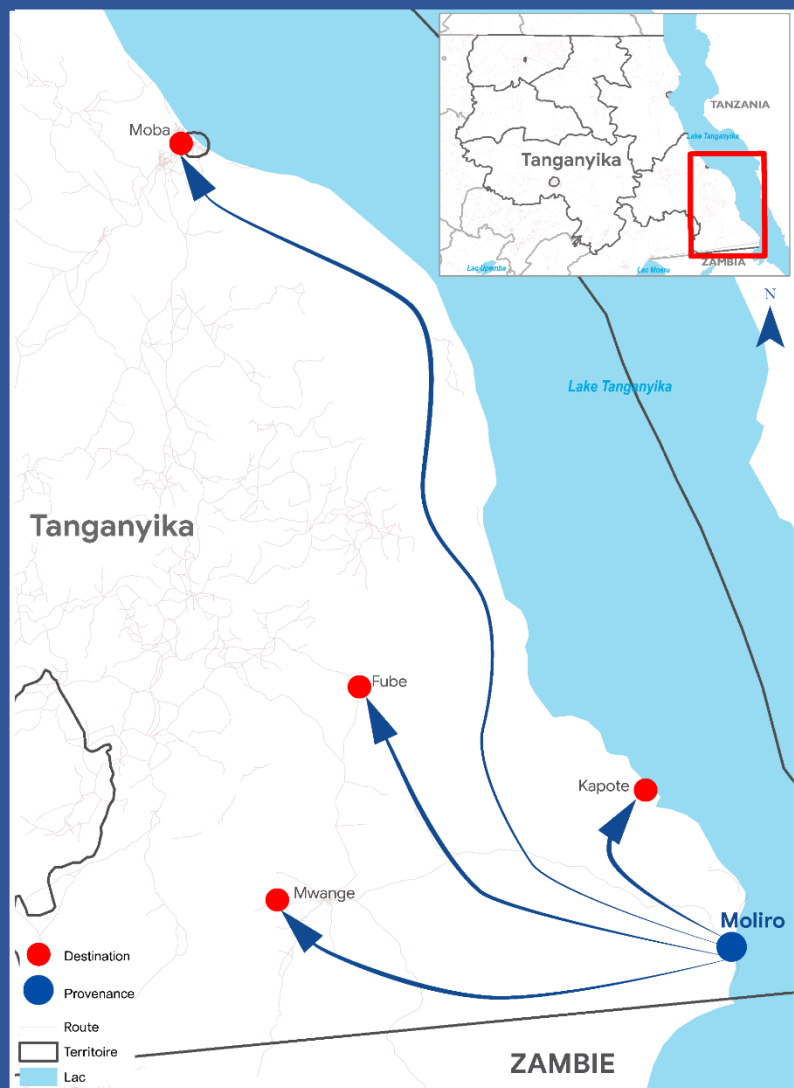 Moba
TANZANIA
Lake Tanganyika
Tanganyika
ZAMBIE
Lac Upemba
Lac Moeru
N
Lake Tanganyika
Tanganyika
Fube
Kapote
Mwange
Moliro
Destination
Provenance
Route
Territoire
Lac
ZAMBIE